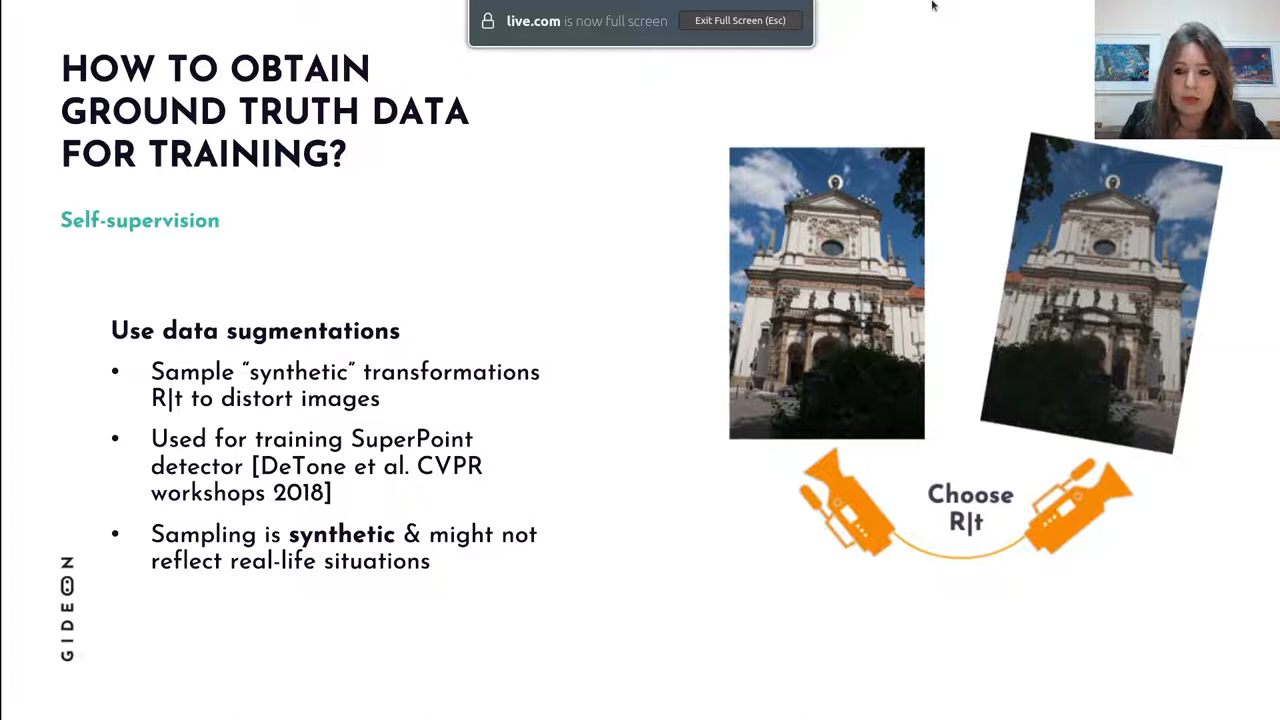 live.com is now full screen
Exit Full Screen (Esc)
HOW TO OBTAIN
GROUND TRUTH DATA
FOR TRAINING?
Self-supervision
Use data sugmentations
• Sample “synthetic” transformations
R|t to distort images
• Used for training SuperPoint
detector [DeTone et al. CVPR
workshops 2018]
• Sampling is synthetic & might not
reflect real-life situations
Choose
R|t
GIDEON